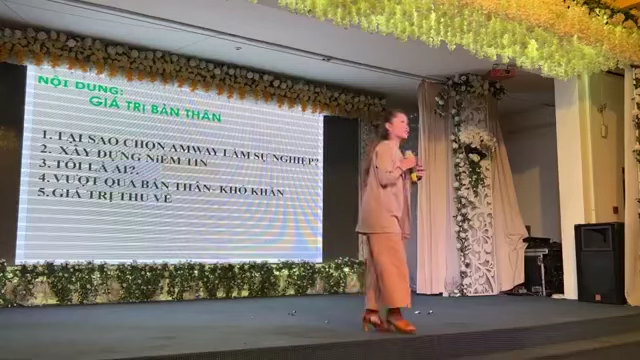 NỘI DUNG:
GIÁ TRỊ BẢN THÂN
1. TẠI SAO CHỌN AMWAY LÀM SỰ NGHIỆP?
2. XÂY DỰNG NIỀM TIN
3. TÔI LÀ AI?.
4. VƯỢT QUA BẢN THÂN- KHÓ KHĂN
5. GIÁ TRỊ THU VỀ